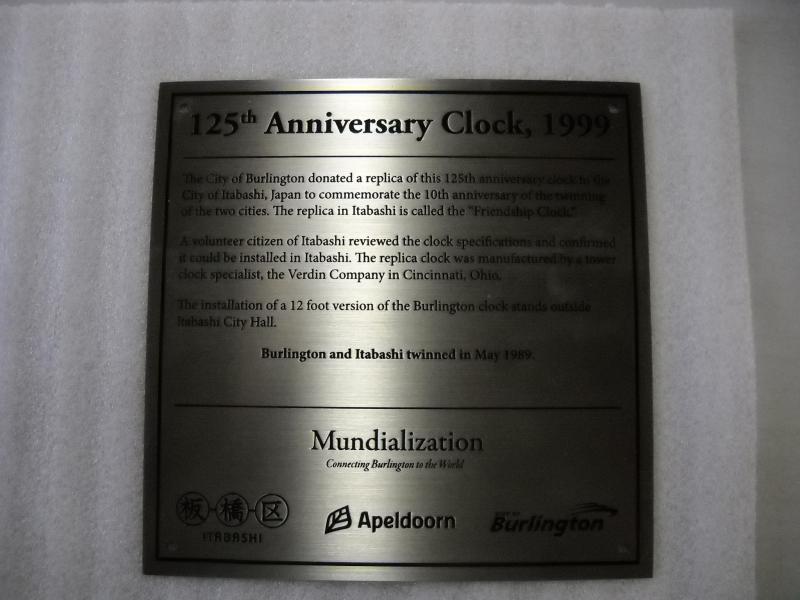 125th Anniversary Clock, 1999
The City of Burlington donated a replica of this 125th anniversary clock to the
City of Itabashi, Japan to commemorate the 10th anniversary of the twinning
of the two cities. The replica in Itabashi is called the "Friendship Clock."
A volunteer citizen of Itabashi reviewed the clock specifications and confirmed
it could be installed in Itabashi. The replica clock was manufactured by a tower
clock specialist, the Verdin Company in Cincinnati, Ohio.
The installation of a 12 foot version of the Burlington clock stands outside
Itabashi City Hall.
Burlington and Itabashi twinned in May 1989.
Mundialization
Connecting Burlington to the World
板橋区
ITABASHI
Apeldoorn
CITY OF
Burlington